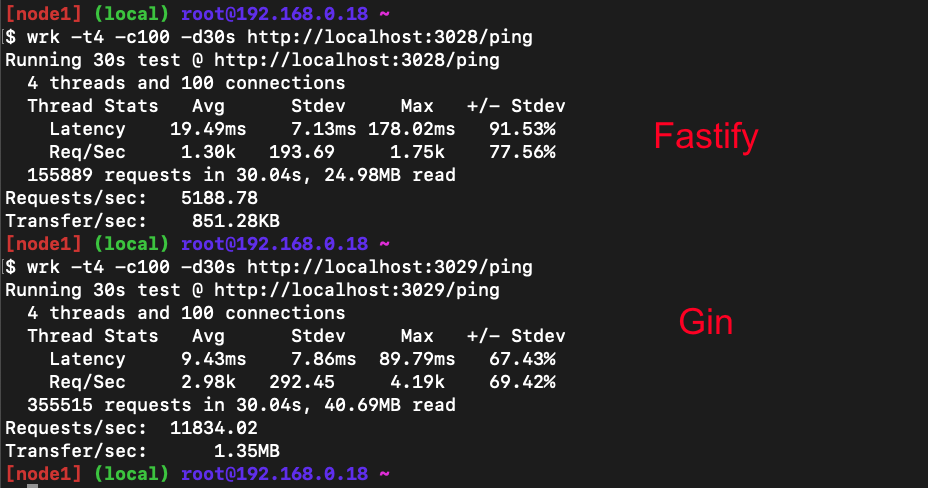 [node1] (local) root@192.168.0.18 ~
$ wrk -t4 -c100 -d30s http://localhost:3028/ping
Running 30s test @ http://localhost:3028/ping
  4 threads and 100 connections
  Thread Stats   Avg      Stdev     Max   +/- Stdev
    Latency    19.49ms    7.13ms 178.02ms   91.53%
    Req/Sec     1.30k   193.69     1.75k    77.56%
  155889 requests in 30.04s, 24.98MB read
Requests/sec:   5188.78
Transfer/sec:    851.28KB
Fastify
[node1] (local) root@192.168.0.18 ~
$ wrk -t4 -c100 -d30s http://localhost:3029/ping
Running 30s test @ http://localhost:3029/ping
  4 threads and 100 connections
  Thread Stats   Avg      Stdev     Max   +/- Stdev
    Latency     9.43ms    7.86ms  89.79ms   67.43%
    Req/Sec     2.98k   292.45     4.19k    69.42%
  355515 requests in 30.04s, 40.69MB read
Requests/sec:  11834.02
Transfer/sec:      1.35MB
Gin
[node1] (local) root@192.168.0.18 ~